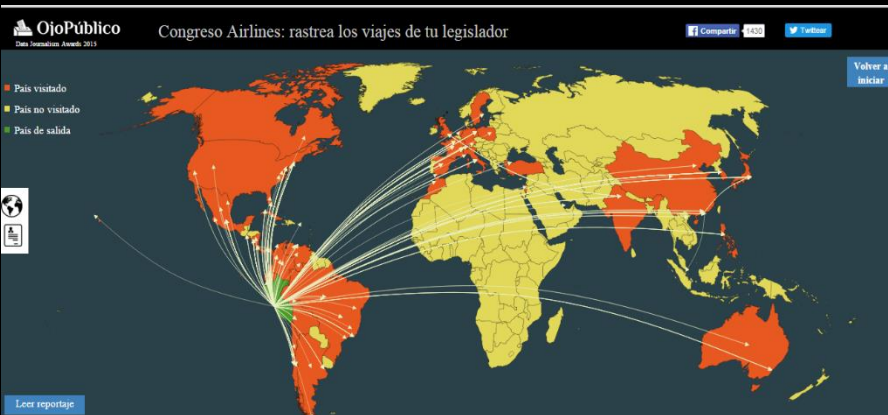 OjoPúblico
Data Journalism Awards 2015
Congreso Airlines: rastrea los viajes de tu legislador
Compartir 1430
Twittear
Volver a
iniciar
País visitado
País no visitado
País de salida
Leer reportaje